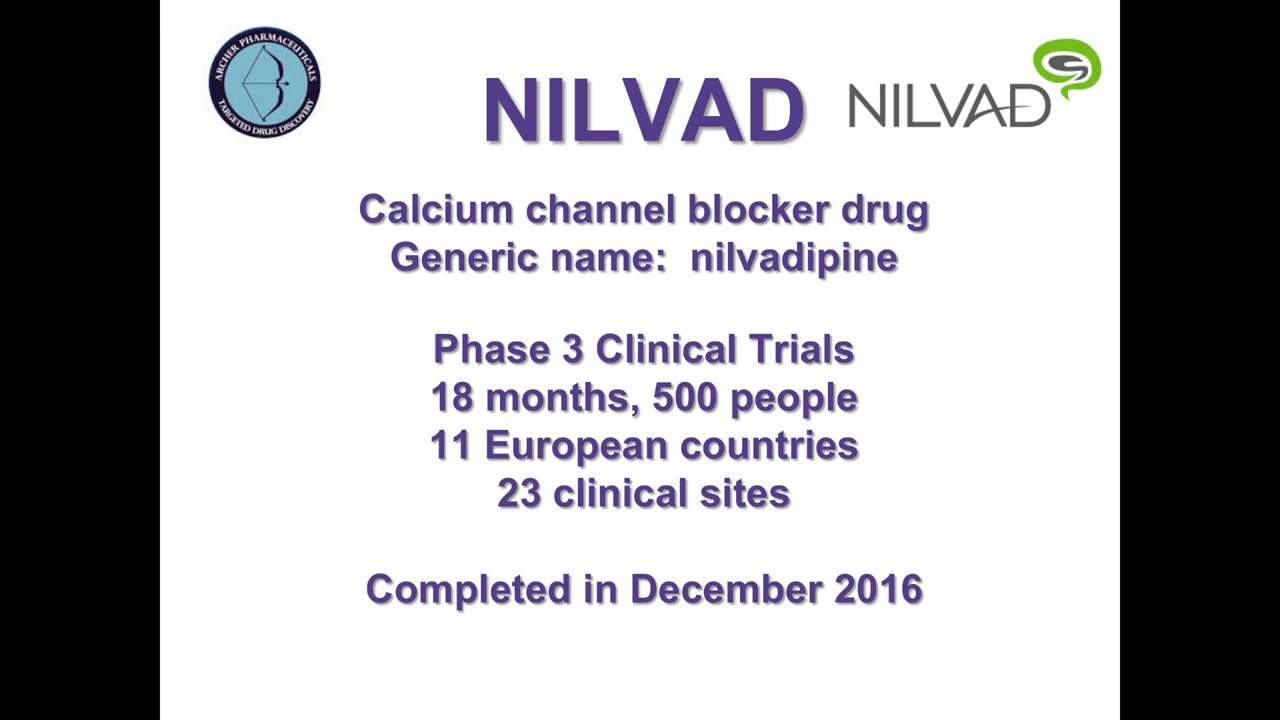 ARCHER PHARMACEUTICALS
TARGETED DRUG DISCOVERY
NILVAD
NILVAD
Calcium channel blocker drug
Generic name: nilvadipine
Phase 3 Clinical Trials
18 months, 500 people
11 European countries
23 clinical sites
Completed in December 2016